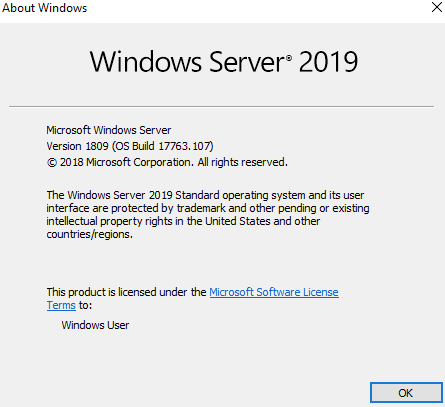 About Windows
Windows Server® 2019
Microsoft Windows Server
Version 1809 (OS Build 17763.107)
© 2018 Microsoft Corporation. All rights reserved.
The Windows Server 2019 Standard operating system and its user
interface are protected by trademark and other pending or existing
intellectual property rights in the United States and other
countries/regions.
This product is licensed under the Microsoft Software License
Terms to:
Windows User
OK